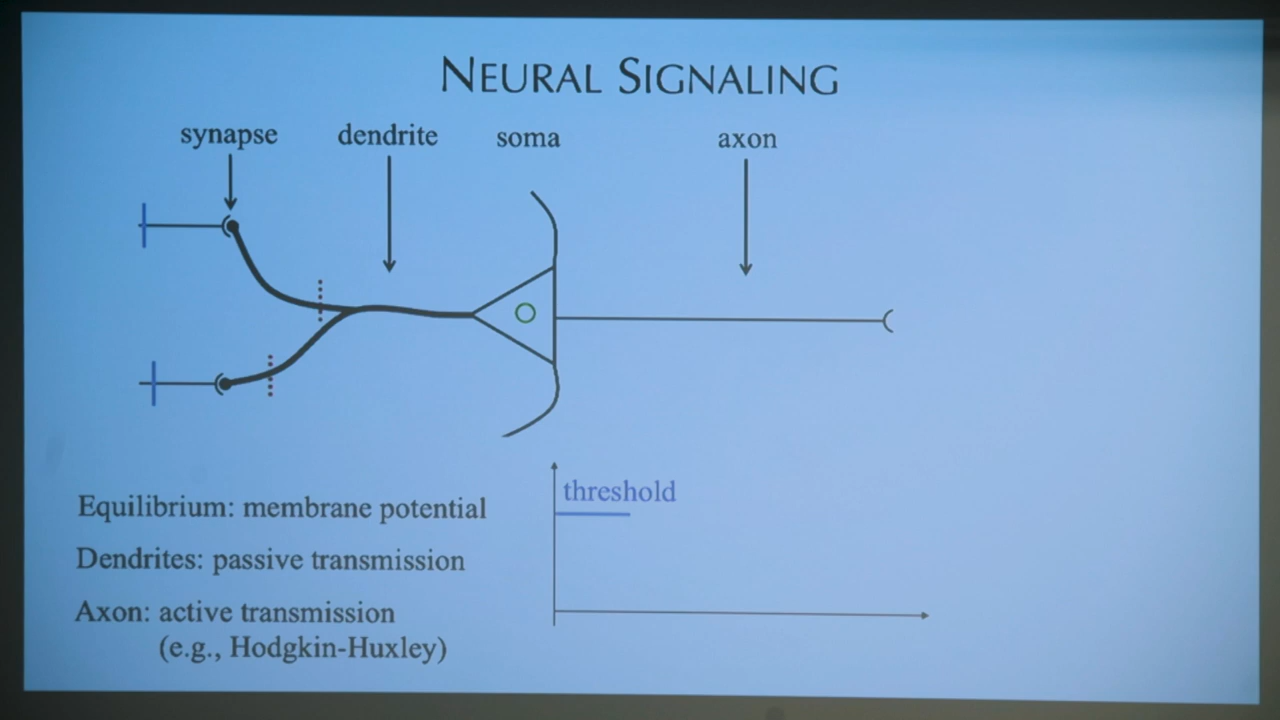 NEURAL SIGNALING
synapse
dendrite
soma
axon
threshold
Equilibrium: membrane potential
Dendrites: passive transmission
Axon: active transmission
(e.g., Hodgkin-Huxley)